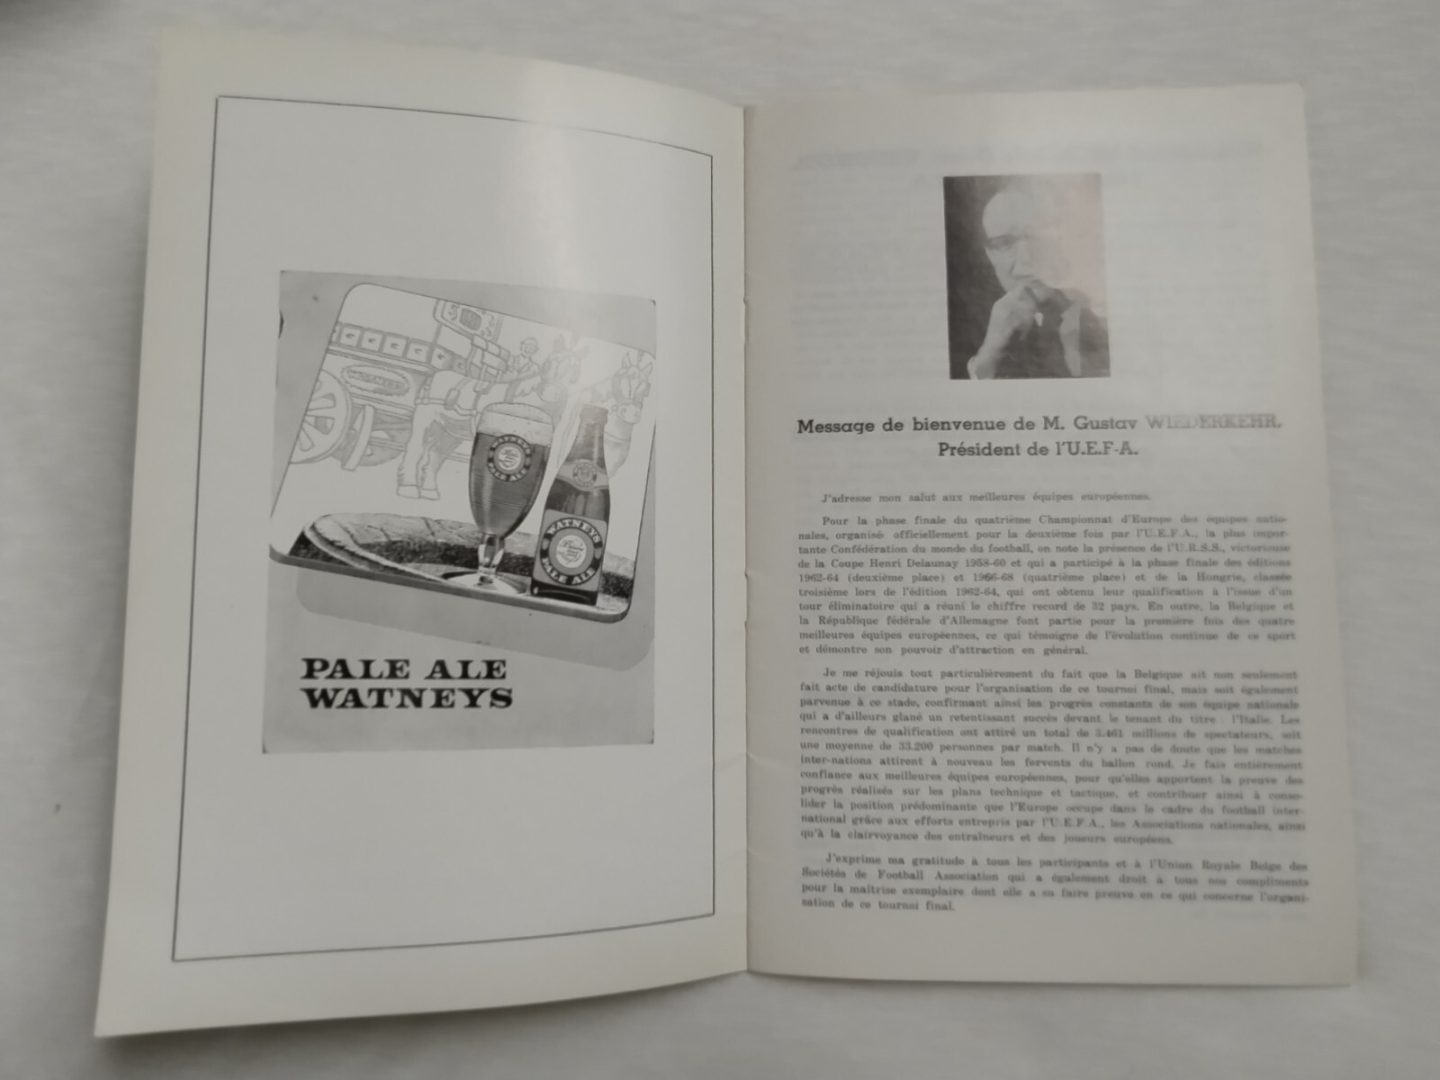 WATNEYS
WATNEYS
PALE ALE
WATNEYS
PALE ALE
PALE ALE
WATNEYS
Message de bienvenue de M. Gustav WIEDERKEHR,
Président de l'U.E.F-A.
J'adresse mon salut aux meilleures équipes européennes.
Pour la phase finale du quatrième Championnat d'Europe des équipes natio-
nales, organisé officiellement pour la deuxième fois par l'U.E.F.A., la plus impor-
tante Confédération du monde du football, on note la présence de l'U.R.S.S., victorieuse
de la Coupe Henri Delaunay 1958-60 et qui a participé à la phase finale des éditions
1962-64 (deuxième place) et 1966-68 (quatrième place) et de la Hongrie, classée
troisième lors de l'édition 1962-64, qui ont obtenu leur qualification à l'issue d'un
tour éliminatoire qui a réuni le chiffre record de 32 pays. En outre, la Belgique et
la République fédérale d'Allemagne font partie pour la première fois des quatre
meilleures équipes européennes, ce qui témoigne de l'évolution continue de ce sport
et démontre son pouvoir d'attraction en général.
Je me réjouis tout particulièrement du fait que la Belgique ait non seulement
fait acte de candidature pour l'organisation de ce tournoi final, mais soit également
parvenue à ce stade, confirmant ainsi les progrès constants de son équipe nationale
qui a d'ailleurs glané un retentissant succès devant le tenant du titre : l'Italie. Les
rencontres de qualification ont attiré un total de 3.461 millions de spectateurs, soit
une moyenne de 33.200 personnes par match. Il n'y a pas de doute que les matches
inter-nations attirent à nouveau les fervents du ballon rond. Je fais entièrement
confiance aux meilleures équipes européennes, pour qu'elles apportent la preuve des
progrès réalisés sur les plans technique et tactique, et contribuer ainsi à conso-
lider la position prédominante que l'Europe occupe dans le cadre du football inter-
national grâce aux efforts entrepris par l'U.E.F.A., les Associations nationales, ainsi
qu'à la clairvoyance des entraîneurs et des joueurs européens.
J'exprime ma gratitude à tous les participants et à l'Union Royale Belge des
Sociétés de Football Association qui a également droit à tous nos compliments
pour la maîtrise exemplaire dont elle a su faire preuve en ce qui concerne l'organi-
sation de ce tournoi final.